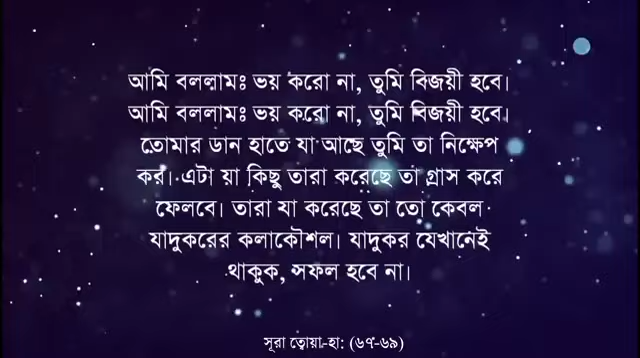 আমি বললামঃ ভয় করো না, তুমি বিজয়ী হবে।
আমি বললামঃ ভয় করো না, তুমি বিজয়ী হবে।
তোমার ডান হাতে যা আছে তুমি তা নিক্ষেপ
কর। এটা যা কিছু তারা করেছে তা গ্রাস করে
ফেলবে। তারা যা করেছে তা তো কেবল
যাদুকরের কলাকৌশল। যাদুকর যেখানেই
থাকুক, সফল হবে না।
সূরা ত্বোয়া-হা: (৬৭-৬৯)